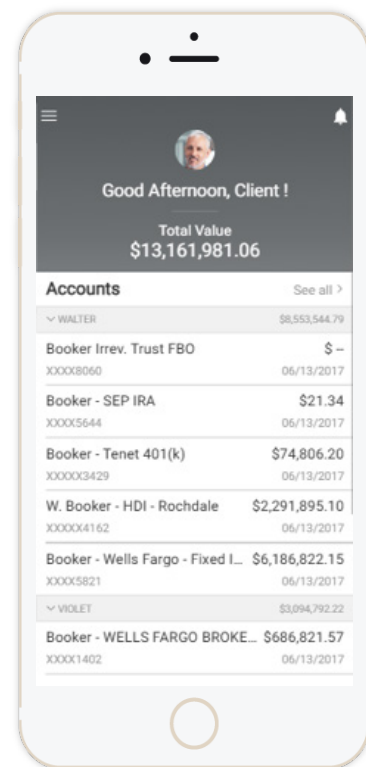 Good Afternoon, Client !
Total Value
$13,161,981.06
Accounts See all >
WALTER $8,553,544.79
Booker Irrev. Trust FBO $ --
XXXX8060 06/13/2017
Booker - SEP IRA $21.34
XXXX5644 06/13/2017
Booker - Tenet 401(k) $74,806.20
XXXXX3429 06/13/2017
W. Booker - HDI - Rochdale $2,291,895.10
XXXXX4162 06/13/2017
Booker - Wells Fargo - Fixed I... $6,186,822.15
XXXX5821 06/13/2017
VIOLET $3,094,792.22
Booker - WELLS FARGO BROKE... $686,821.57
XXXX1402 06/13/2017